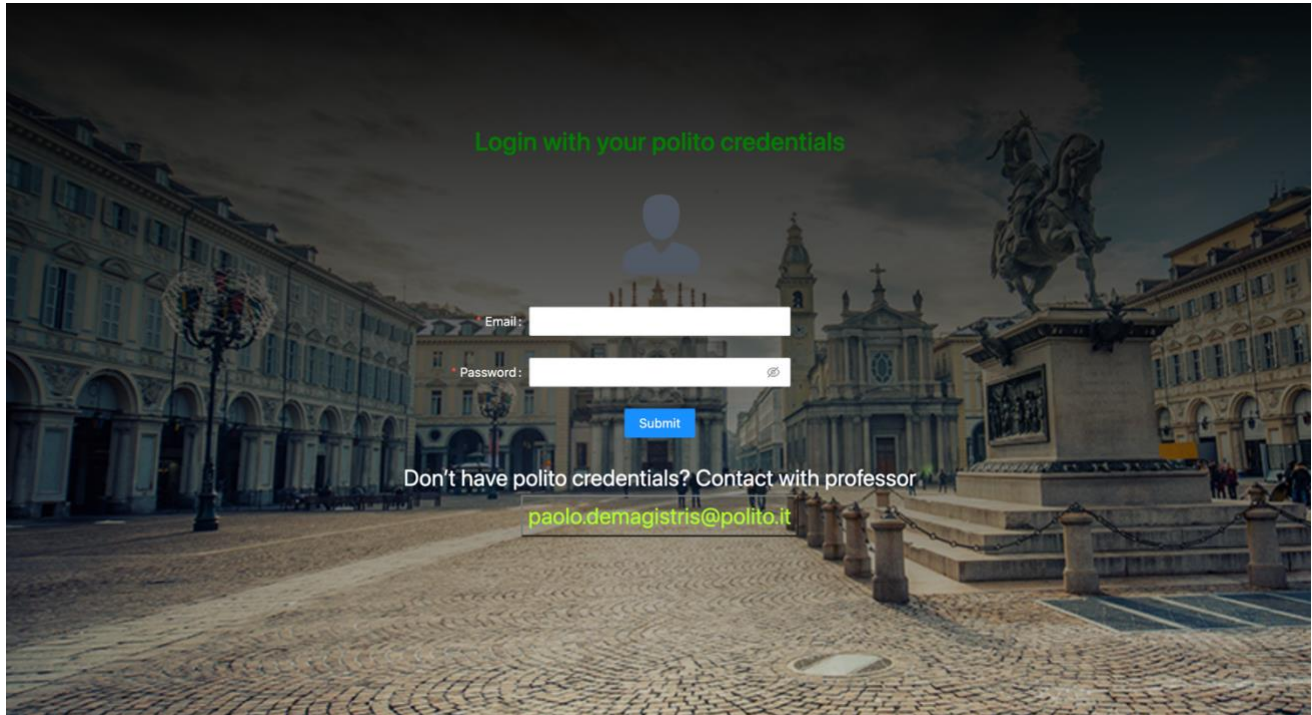 Login with your polito credentials
* Email :
* Password :
Submit
Don't have polito credentials? Contact with professor
paolo.demagistris@polito.it